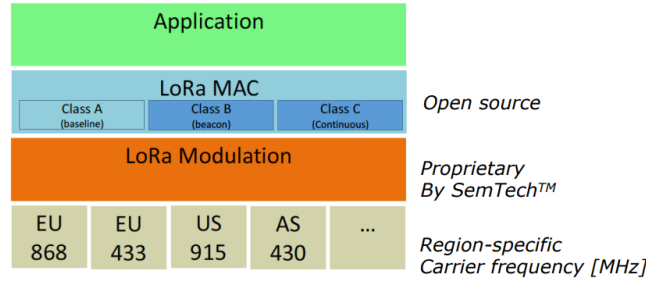 Application
LoRa MAC
Class A
(baseline)
Class B
(beacon)
Class C
(Continuous)
Open source
LoRa Modulation
Proprietary
By SemTech™
EU
868
EU
433
US
915
AS
430
...
Region-specific
Carrier frequency [MHz]